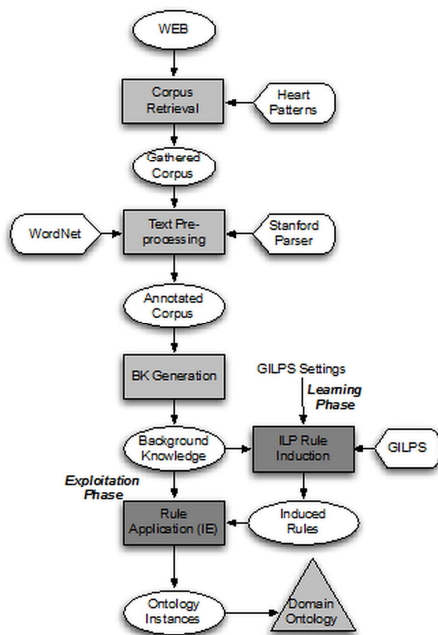 WEB
Corpus
Retrieval
Heart
Patterns
Gathered
Corpus
WordNet
Text Pre-
processing
Stanford
Parser
Annotated
Corpus
BK Generation
GILPS Settings
Learning
Phase
Background
Knowledge
ILP Rule
Induction
GILPS
Exploitation
Phase
Rule
Application (IE)
Induced
Rules
Ontology
Instances
Domain
Ontology